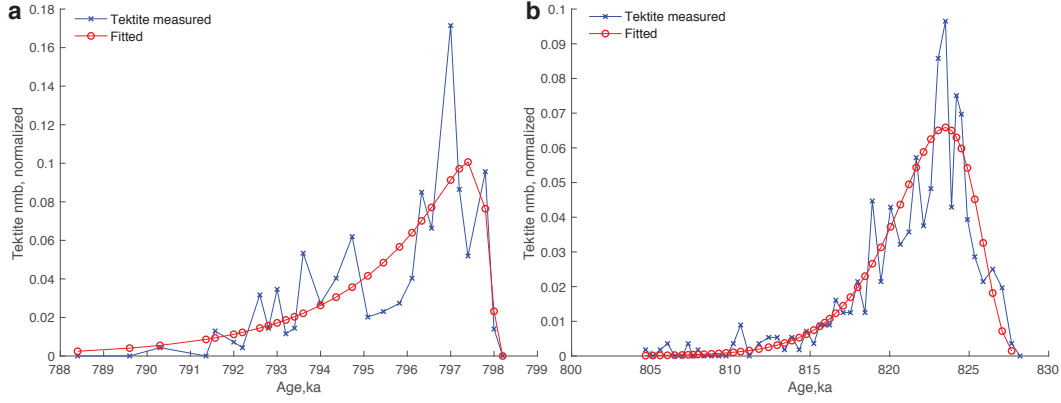 a
Tektite measured
Fitted
Tektite nmb, normalized
0.18
0.16
0.14
0.12
0.1
0.08
0.06
0.04
0.02
0
788 789 790 791 792 793 794 795 796 797 798 799
Age,ka
b
Tektite measured
Fitted
Tektite nmb, normalized
0.1
0.09
0.08
0.07
0.06
0.05
0.04
0.03
0.02
0.01
0
800 805 810 815 820 825 830
Age,ka